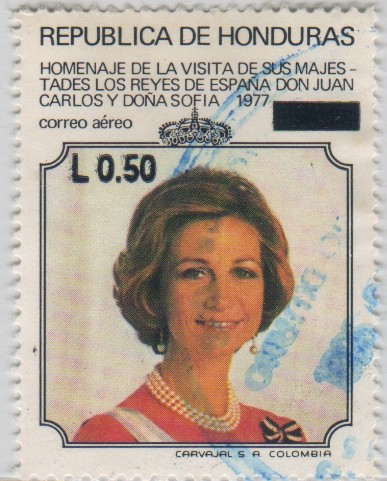 REPUBLICA DE HONDURAS
HOMENAJE DE LA VISITA DE SUS MAJES-
TADES LOS REYES DE ESPAÑA DON JUAN
CARLOS Y DOÑA SOFIA 1977
correo aéreo
L 0.50
CARVAJAL S A COLOMBIA